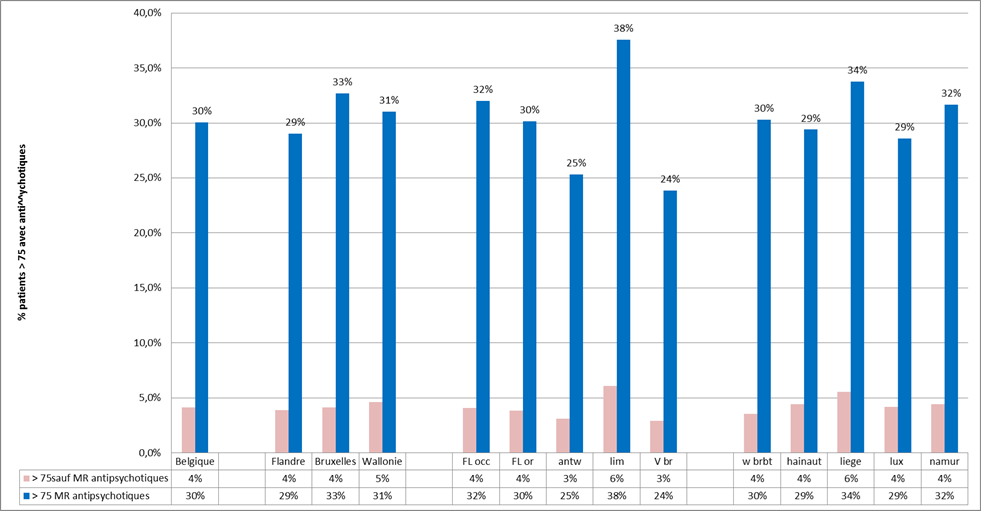 40,0%
35,0%
30,0%
25,0%
20,0%
15,0%
10,0%
5,0%
0,0%
% patients > 75 avec anti^^ychotiques
30% 29% 33% 31% 32% 30% 25% 38% 24% 30% 29% 34% 29% 32%
Belgique Flandre Bruxelles Wallonie FL occ FL or antw lim V br w brbt hainaut liege lux namur
> 75sauf MR antipsychotiques 4% 4% 4% 5% 4% 4% 3% 6% 3% 4% 4% 6% 4% 4%
> 75 MR antipsychotiques 30% 29% 33% 31% 32% 30% 25% 38% 24% 30% 29% 34% 29% 32%